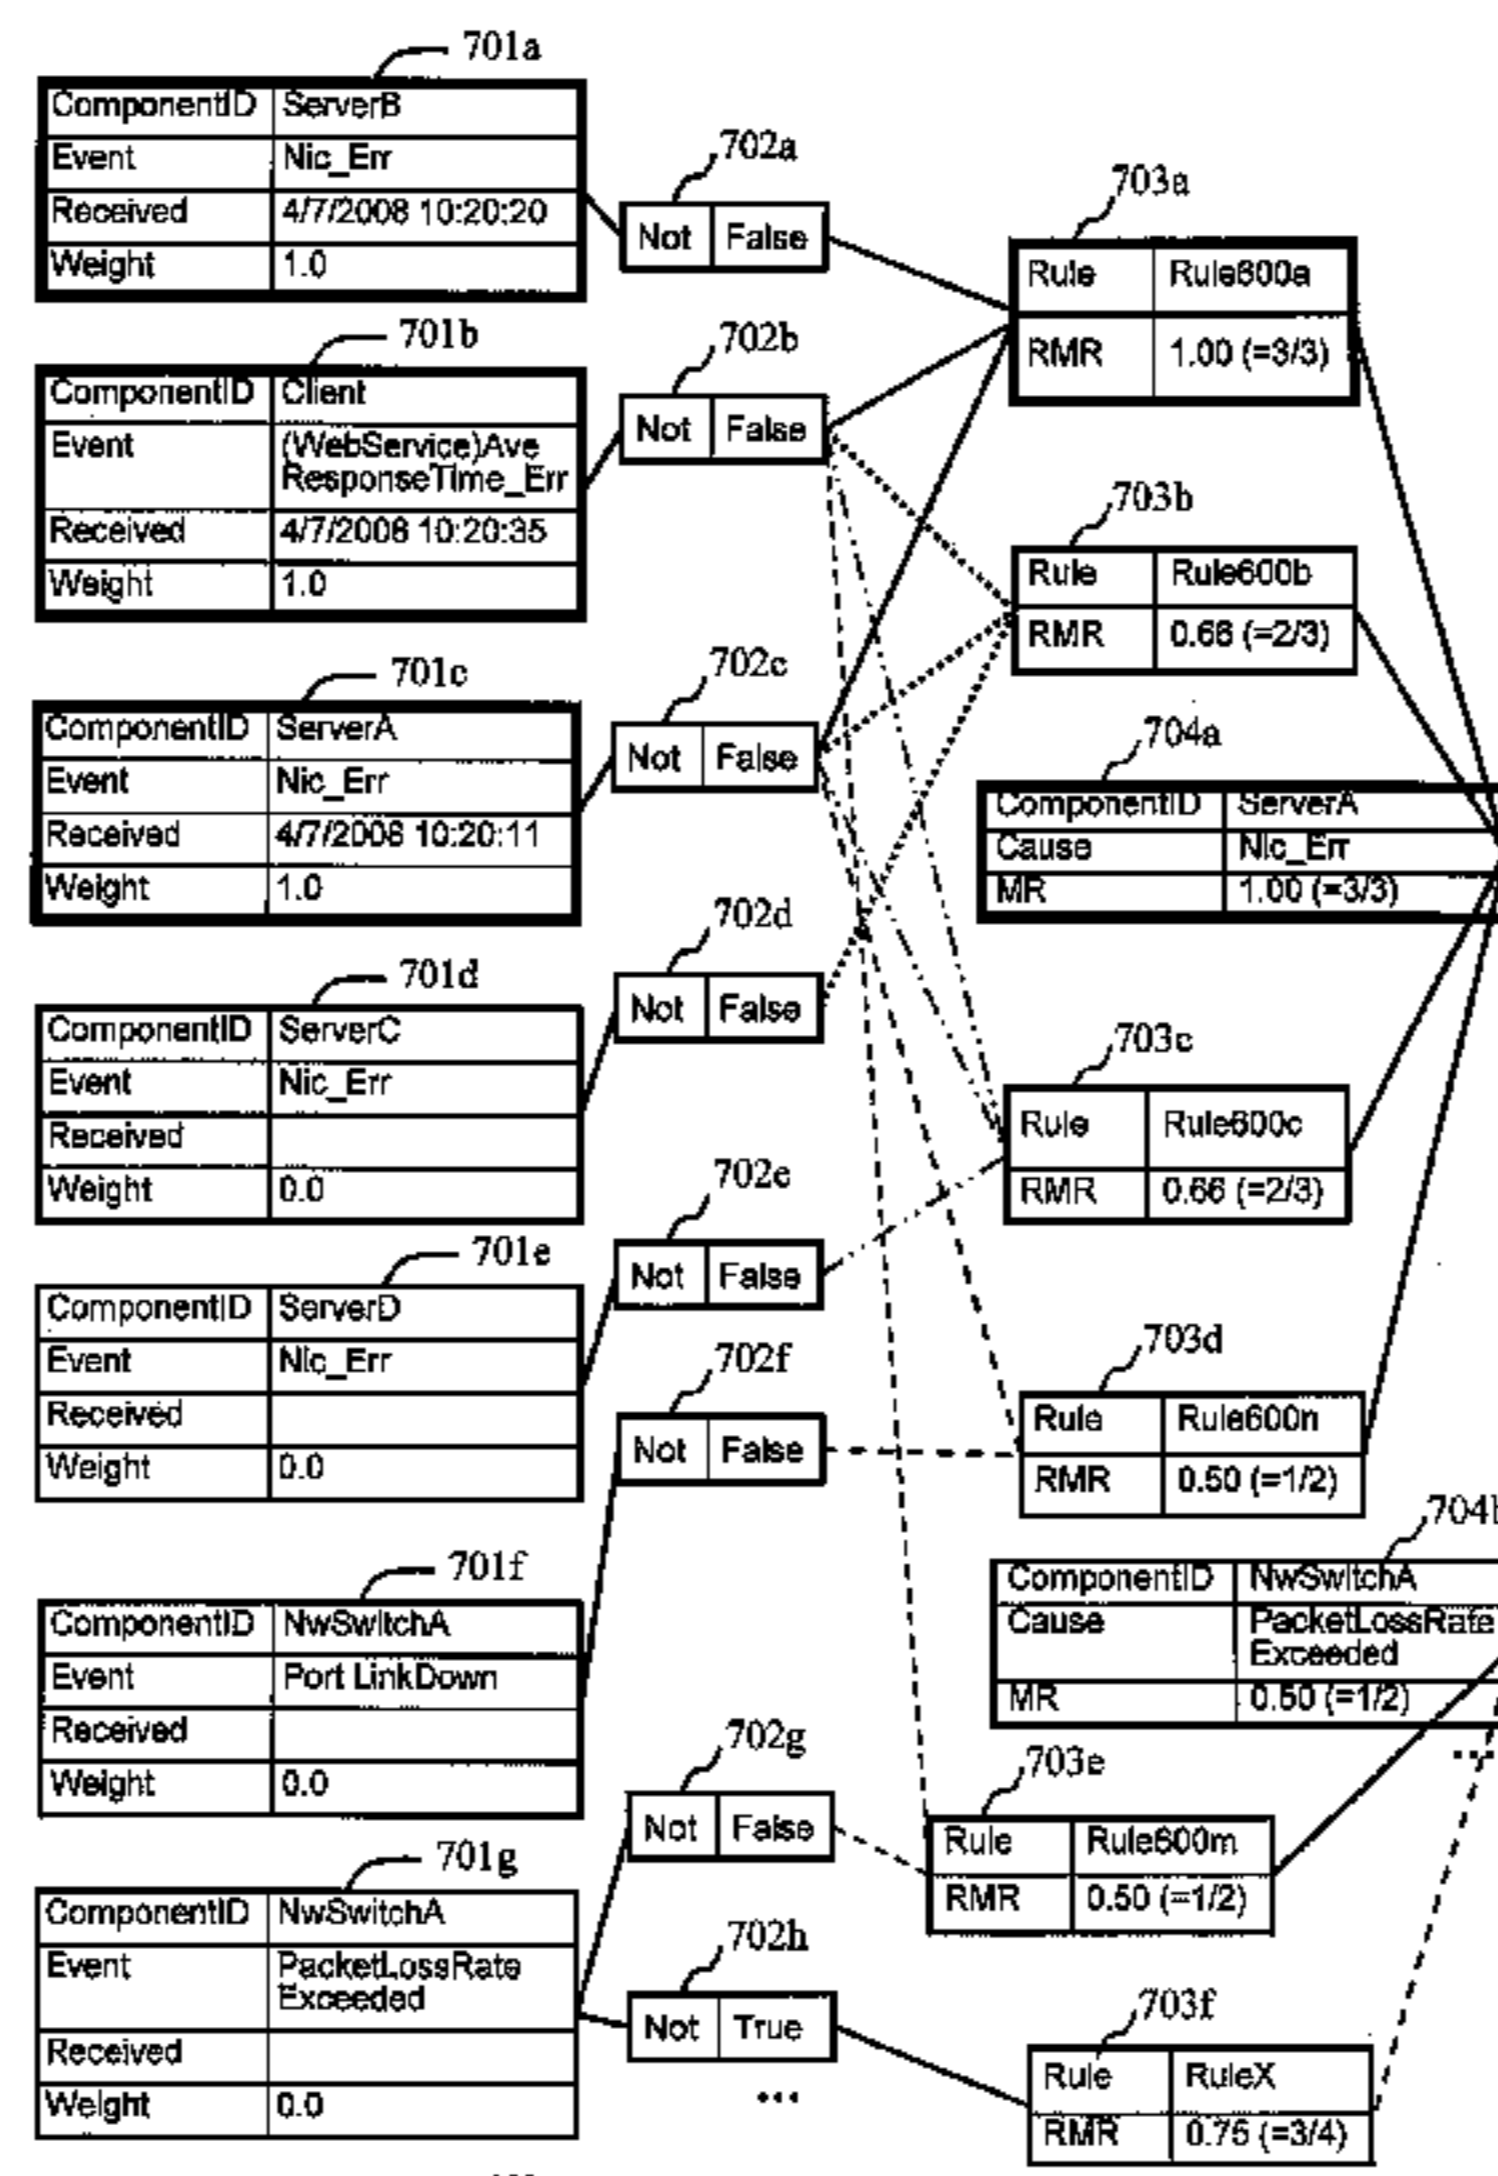 701a
ComponentID ServerB
Event Nic_Err
Received 4/7/2008 10:20:20
Weight 1.0
702a
Not False
703a
Rule Rule600a
RMR 1.00 (=3/3)
701b
ComponentID Client
Event (WebService)Ave
ResponseTime_Err
Received 4/7/2008 10:20:35
Weight 1.0
702b
Not False
703b
Rule Rule600b
RMR 0.66 (=2/3)
701c
ComponentID ServerA
Event Nic_Err
Received 4/7/2008 10:20:11
Weight 1.0
702c
Not False
704a
ComponentID ServerA
Cause Nic_Err
MR 1.00 (=3/3)
701d
ComponentID ServerC
Event Nic_Err
Received
Weight 0.0
702d
Not False
703c
Rule Rule600c
RMR 0.66 (=2/3)
701e
ComponentID ServerD
Event Nic_Err
Received
Weight 0.0
702e
Not False
702f
Not False
703d
Rule Rule600n
RMR 0.50 (=1/2)
701f
ComponentID NwSwitchA
Event Port LinkDown
Received
Weight 0.0
ComponentID NwSwitchA
Cause PacketLossRate
Exceeded
MR 0.50 (=1/2)
...
702g
Not False
703e
Rule Rule600m
RMR 0.50 (=1/2)
701g
ComponentID NwSwitchA
Event PacketLossRate
Exceeded
Received
Weight 0.0
702h
Not True
...
703f
Rule RuleX
RMR 0.75 (=3/4)